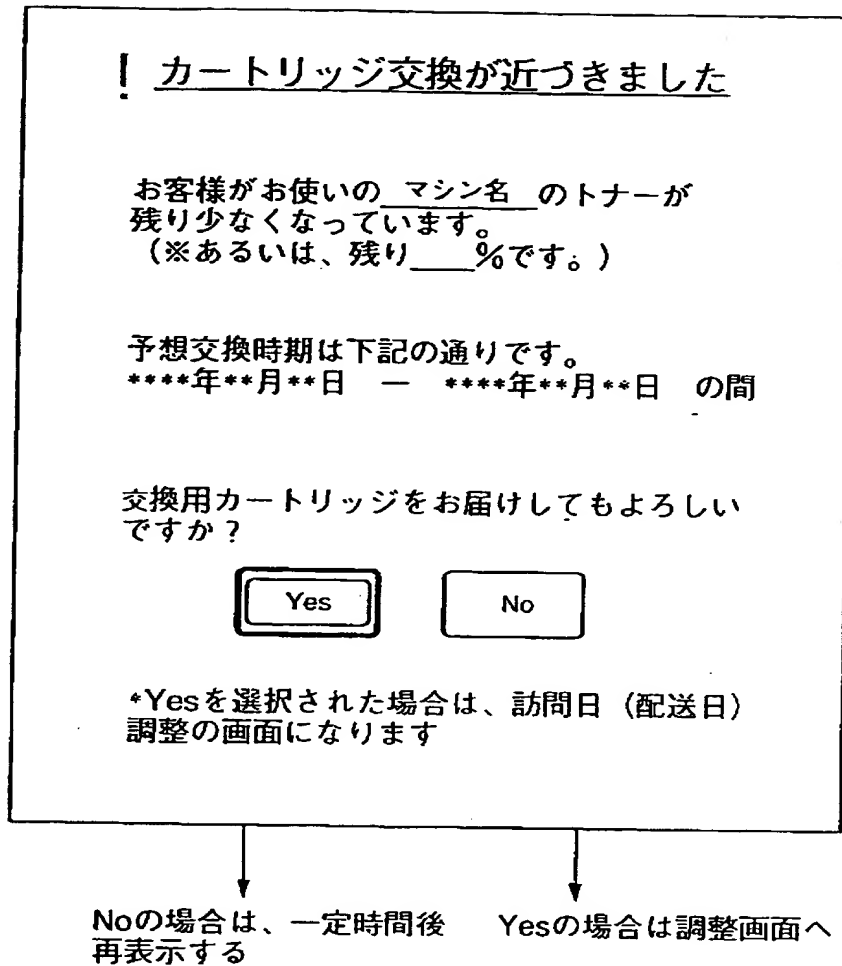 ! カートリッジ交換が近づきました
お客様がお使いの マシン名 のトナーが
残り少なくなっています。
(※あるいは、残り___%です。)
予想交換時期は下記の通りです。
****年**月**日 ー ****年**月**日 の間
交換用カートリッジをお届けしてもよろしい
ですか?
Yes No
*Yesを選択された場合は、訪問日(配送日)
調整の画面になります
Noの場合は、一定時間後 Yesの場合は調整画面へ
再表示する